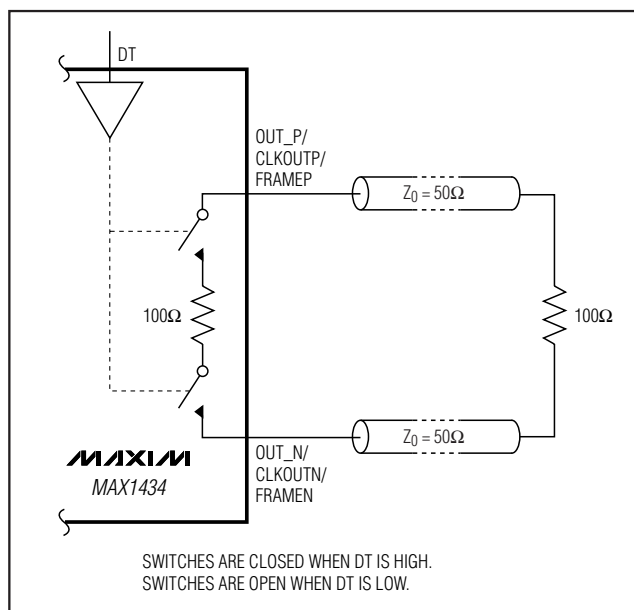 DT
OUT_P/
CLKOUTP/
FRAMEP
Z0 = 50Ω
100Ω
100Ω
Z0 = 50Ω
OUT_N/
CLKOUTN/
FRAMEN
MAXIM
MAX1434
SWITCHES ARE CLOSED WHEN DT IS HIGH.
SWITCHES ARE OPEN WHEN DT IS LOW.